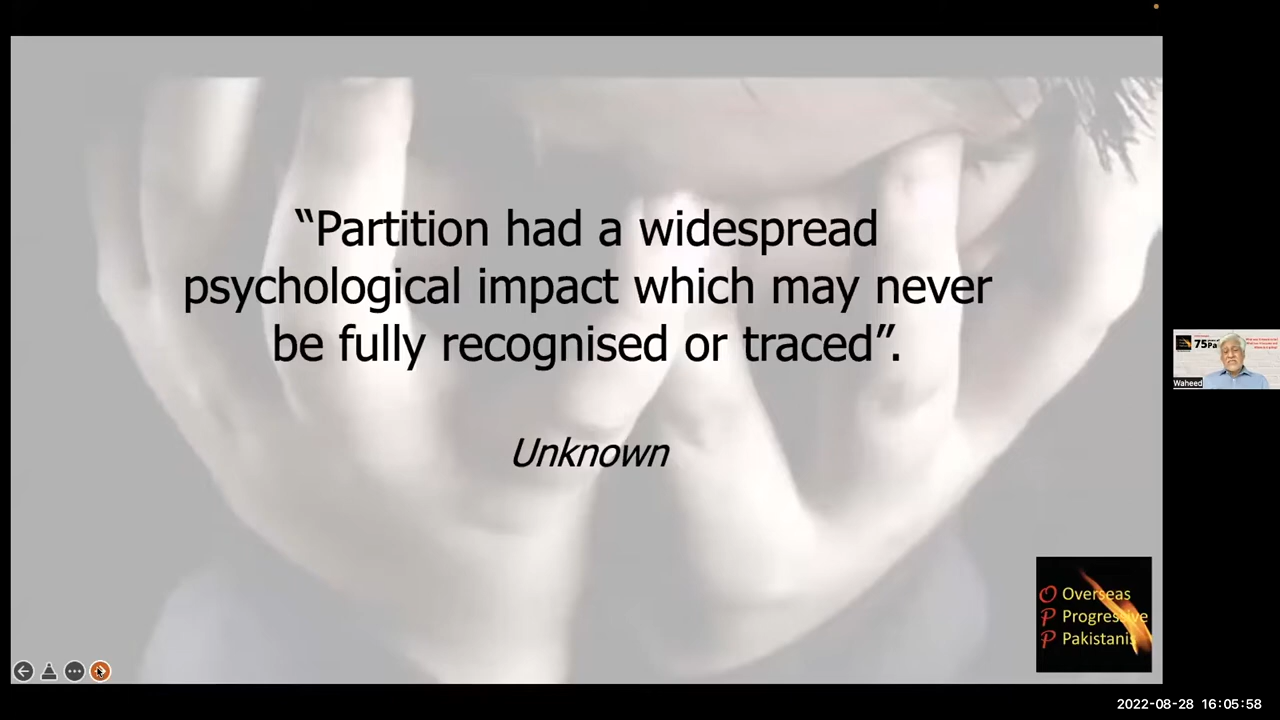 “Partition had a widespread
psychological impact which may never
be fully recognised or traced”.
Unknown
75
Waheed
O Overseas
P Progressive
P Pakistanis
2022-08-28 16:05:58